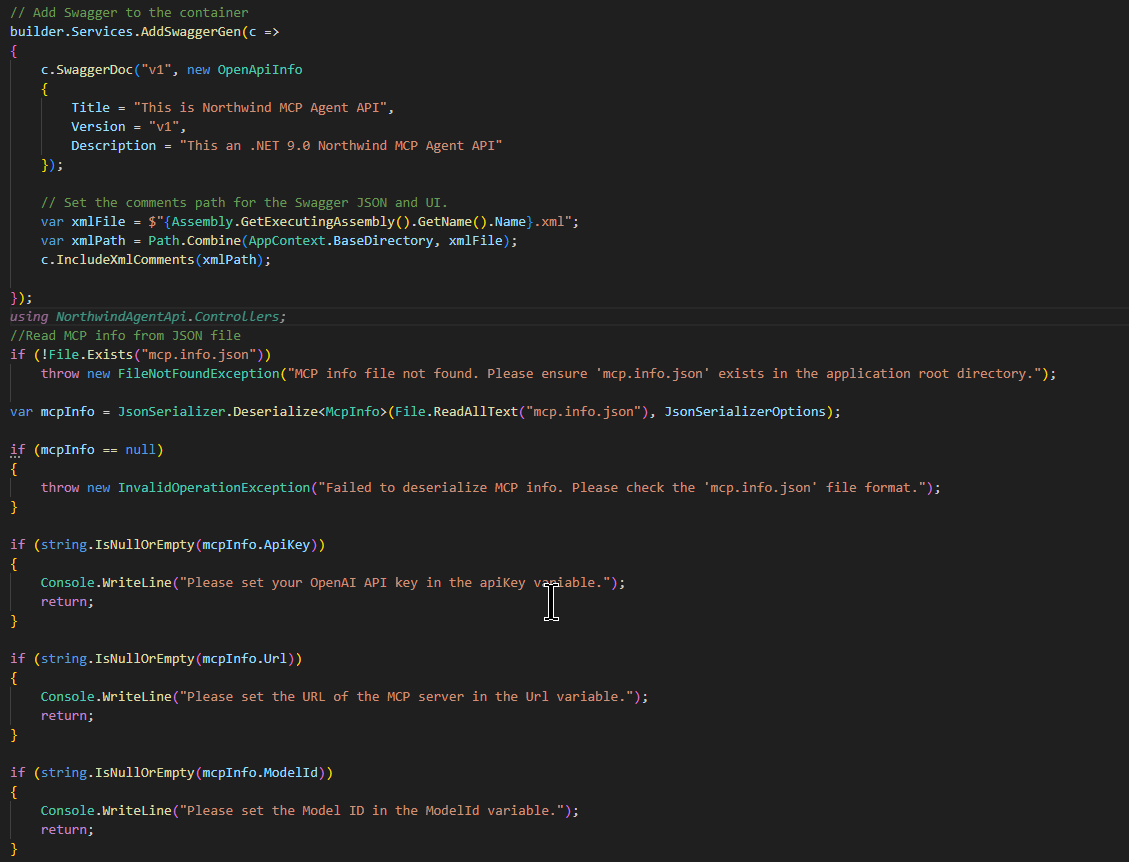 // Add Swagger to the container
builder.Services.AddSwaggerGen(c =>
{
    c.SwaggerDoc("v1", new OpenApiInfo
    {
        Title = "This is Northwind MCP Agent API",
        Version = "v1",
        Description = "This an .NET 9.0 Northwind MCP Agent API"
    });

    // Set the comments path for the Swagger JSON and UI.
    var xmlFile = $"{Assembly.GetExecutingAssembly().GetName().Name}.xml";
    var xmlPath = Path.Combine(AppContext.BaseDirectory, xmlFile);
    c.IncludeXmlComments(xmlPath);

});
using NorthwindAgentApi.Controllers;
//Read MCP info from JSON file
if (!File.Exists("mcp.info.json"))
    throw new FileNotFoundException("MCP info file not found. Please ensure 'mcp.info.json' exists in the application root directory.");

var mcpInfo = JsonSerializer.Deserialize<McpInfo>(File.ReadAllText("mcp.info.json"), JsonSerializerOptions);

if (mcpInfo == null)
{
    throw new InvalidOperationException("Failed to deserialize MCP info. Please check the 'mcp.info.json' file format.");
}

if (string.IsNullOrEmpty(mcpInfo.ApiKey))
{
    Console.WriteLine("Please set your OpenAI API key in the apiKey variable.");
    return;
}

if (string.IsNullOrEmpty(mcpInfo.Url))
{
    Console.WriteLine("Please set the URL of the MCP server in the Url variable.");
    return;
}

if (string.IsNullOrEmpty(mcpInfo.ModelId))
{
    Console.WriteLine("Please set the Model ID in the ModelId variable.");
    return;
}